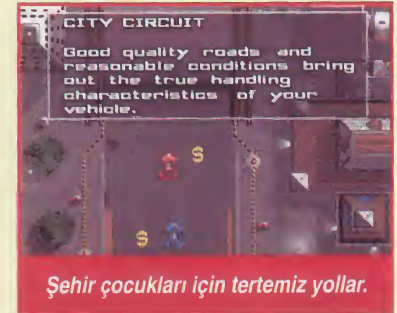 CITY CIRCUIT
Good quality roads and
reasonable conditions bring
out the true handling
characteristics of your
vehicle.
$
$
Şehir çocukları için tertemiz yollar.